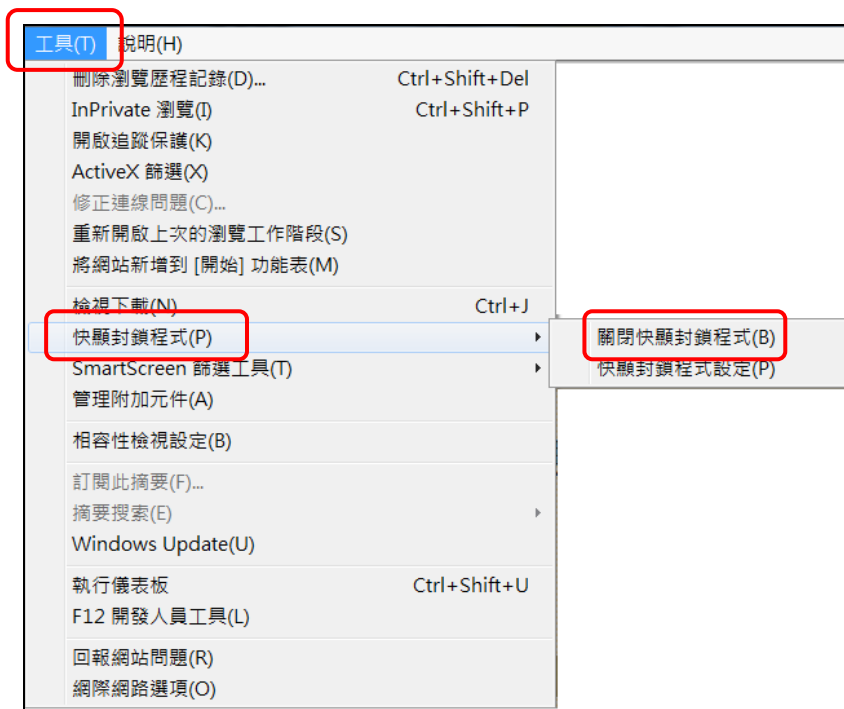 工具(T) 說明(H)
刪除瀏覽歷程記錄(D)... Ctrl+Shift+Del
InPrivate 瀏覽(I) Ctrl+Shift+P
開啟追蹤保護(K)
ActiveX 篩選(X)
修正連線問題(C)...
重新開啟上次的瀏覽工作階段(S)
將網站新增到 [開始] 功能表(M)
檢視下載(N) Ctrl+J
快顯封鎖程式(P)
關閉快顯封鎖程式(B)
SmartScreen 篩選工具(T)
快顯封鎖程式設定(P)
管理附加元件(A)
相容性檢視設定(B)
訂閱此摘要(F)...
摘要搜索(E)
Windows Update(U)
執行儀表板 Ctrl+Shift+U
F12 開發人員工具(L)
回報網站問題(R)
網際網路選項(O)